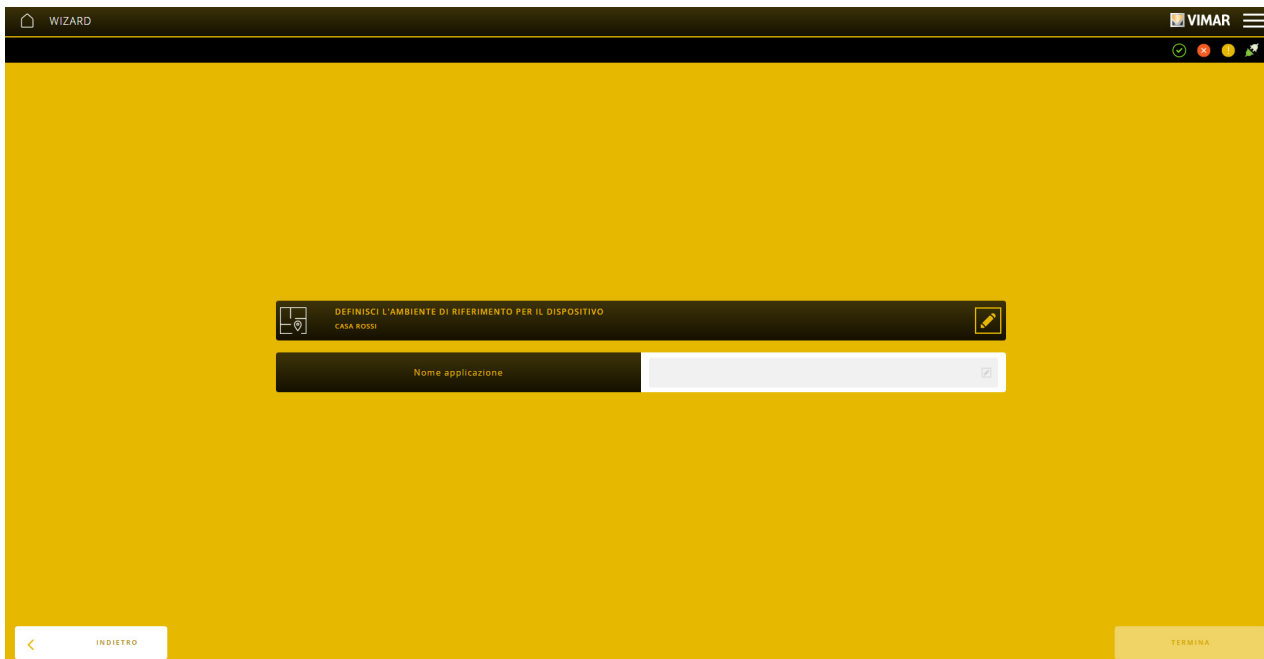 WIZARD
VIMAR
DEFINISCI L'AMBIENTE DI RIFERIMENTO PER IL DISPOSITIVO
CASA ROSSI
Nome applicazione
INDIETRO
TERMINA